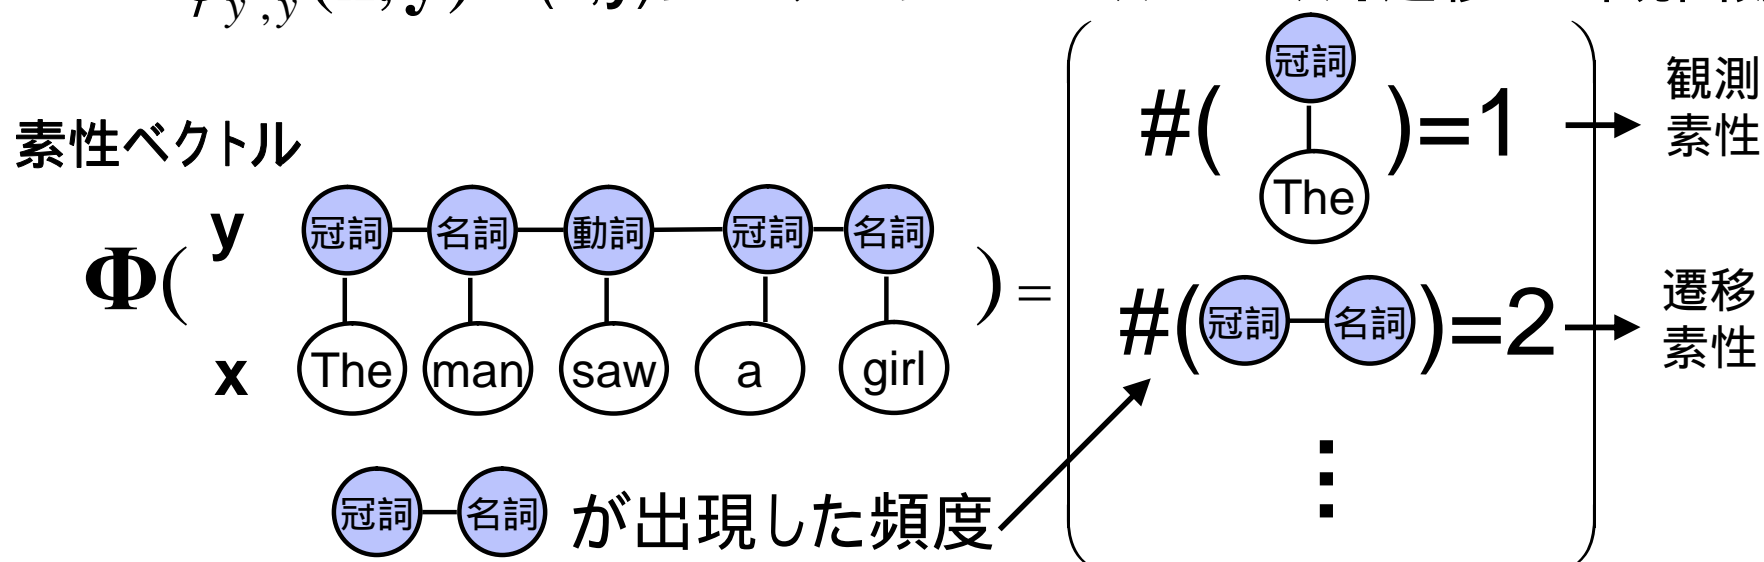 素性ベクトル
y 冠詞 名詞 動詞 冠詞 名詞
Φ( ) =
x The man saw a girl
冠詞 名詞 が出現した頻度
#( 冠詞 The )=1 → 観測素性
#( 冠詞 名詞 )=2 → 遷移素性
⋮